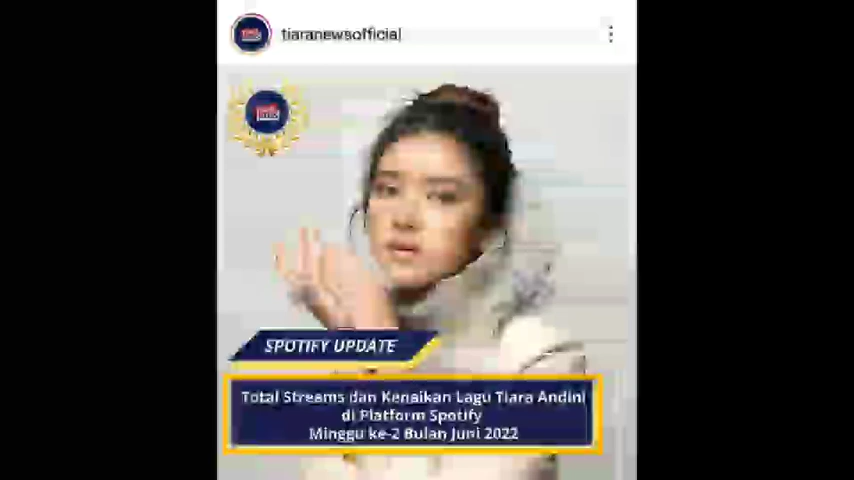 tiaranewsofficial
SPOTIFY UPDATE
Total Streams dan Kenaikan Lagu Tiara Andini
di Platform Spotify
Minggu ke-2 Bulan Juni 2022